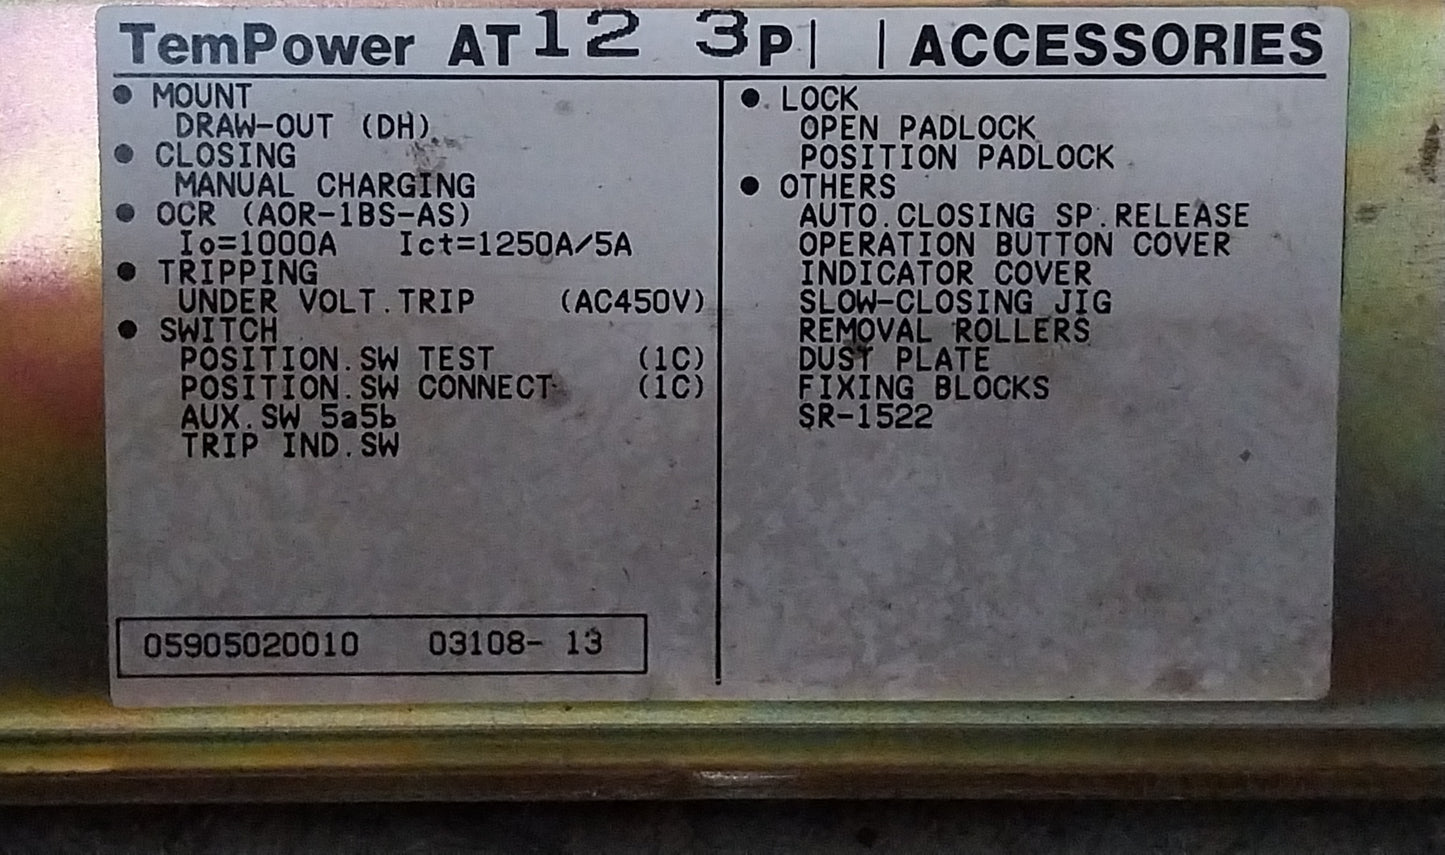 TemPower AT12 3P| | ACCESSORIES
● MOUNT
DRAW-OUT (DH)
● CLOSING
MANUAL CHARGING
● OCR (AOR-1BS-AS)
Io=1000A Ict=1250A/5A
● TRIPPING
UNDER VOLT.TRIP (AC450V)
● SWITCH
POSITION.SW TEST (1C)
POSITION.SW CONNECT (1C)
AUX.SW 5a5b
TRIP IND.SW
05905020010 03108- 13
● LOCK
OPEN PADLOCK
POSITION PADLOCK
● OTHERS
AUTO.CLOSING SP.RELEASE
OPERATION BUTTON COVER
INDICATOR COVER
SLOW-CLOSING JIG
REMOVAL ROLLERS
DUST PLATE
FIXING BLOCKS
SR-1522